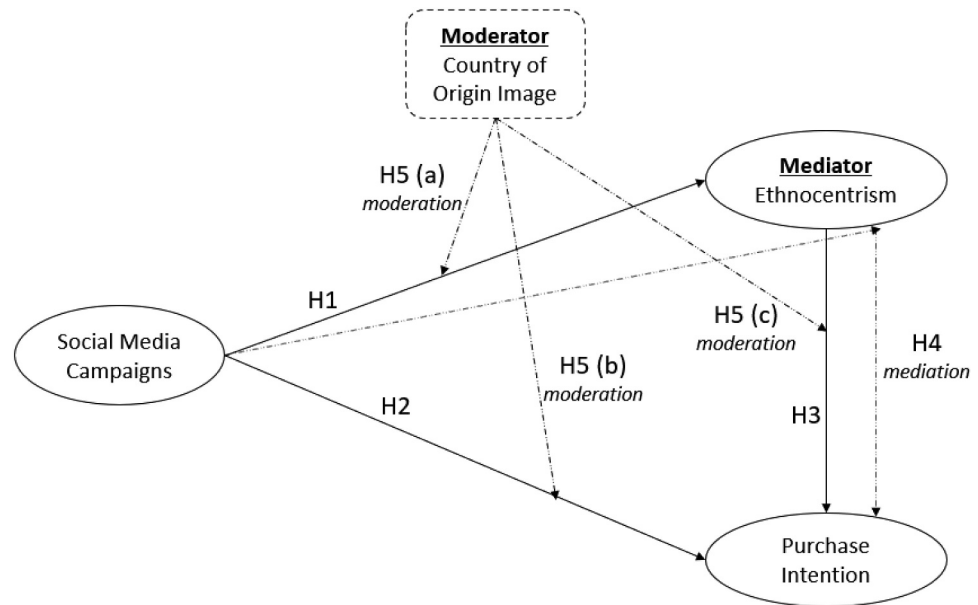 Moderator
Country of
Origin Image
H5 (a)
moderation
Mediator
Ethnocentrism
H1
Social Media
Campaigns
H5 (c)
moderation
H4
mediation
H5 (b)
moderation
H2
H3
Purchase
Intention